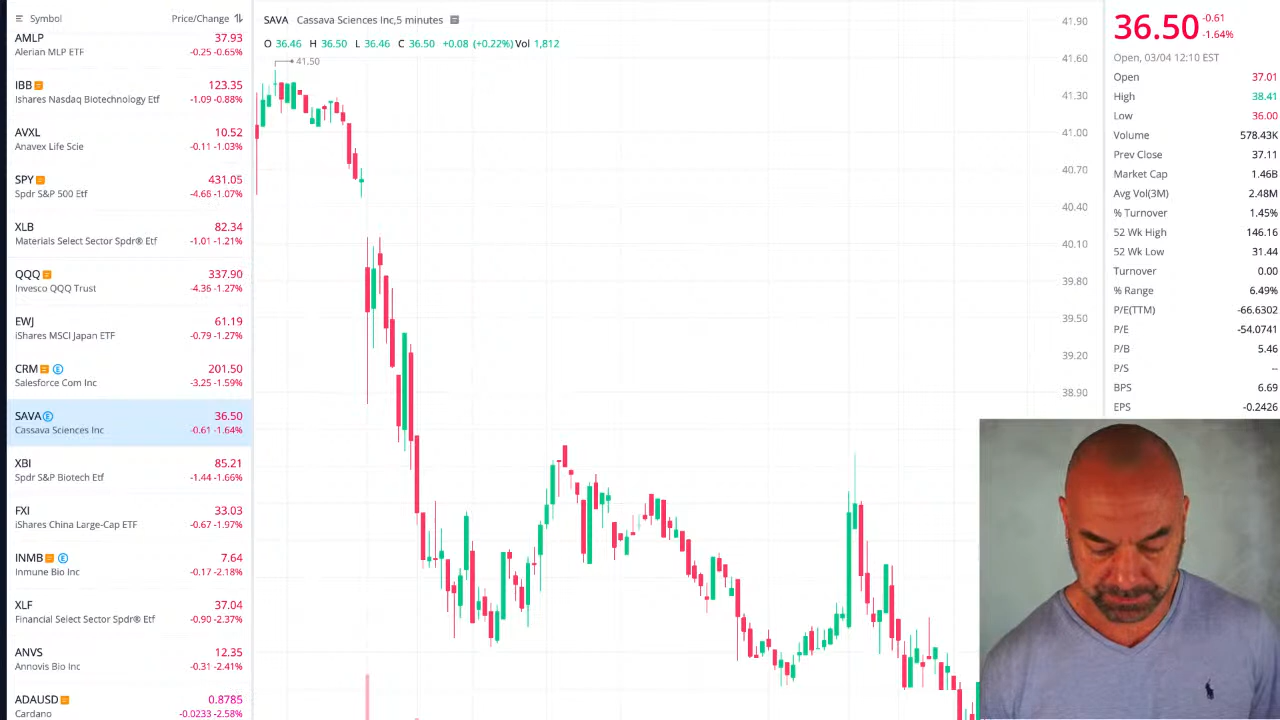 Symbol Price/Change
AMLP 37.93
Alerian MLP ETF -0.25 -0.65%
IBB 123.35
Ishares Nasdaq Biotechnology Etf -1.09 -0.88%
AVXL 10.52
Anavex Life Scie -0.11 -1.03%
SPY 431.05
Spdr S&P 500 Etf -4.66 -1.07%
XLB 82.34
Materials Select Sector Spdr® Etf -1.01 -1.21%
QQQ 337.90
Invesco QQQ Trust -4.36 -1.27%
EWJ 61.19
iShares MSCI Japan ETF -0.79 -1.27%
CRM E 201.50
Salesforce Com Inc -3.25 -1.59%
SAVA E 36.50
Cassava Sciences Inc -0.61 -1.64%
XBI 85.21
Spdr S&P Biotech Etf -1.44 -1.66%
FXI 33.03
iShares China Large-Cap ETF -0.67 -1.97%
INMB E 7.64
Inmune Bio Inc -0.17 -2.18%
XLF 37.04
Financial Select Sector Spdr® Etf -0.90 -2.37%
ANVS 12.35
Annovis Bio Inc -0.31 -2.41%
ADAUSD 0.8785
Cardano -0.0233 -2.58%
SAVA Cassava Sciences Inc,5 minutes
O 36.46 H 36.50 L 36.46 C 36.50 +0.08 (+0.22%) Vol 1,812
41.50
41.90
41.60
41.30
41.00
40.70
40.40
40.10
39.80
39.50
39.20
38.90
36.50 -0.61
-1.64%
Open, 03/04 12:10 EST
Open 37.01
High 38.41
Low 36.00
Volume 578.43K
Prev Close 37.11
Market Cap 1.46B
Avg Vol(3M) 2.48M
% Turnover 1.45%
52 Wk High 146.16
52 Wk Low 31.44
Turnover 0.00
% Range 6.49%
P/E(TTM) -66.6302
P/E -54.0741
P/B 5.46
P/S --
BPS 6.69
EPS -0.2426